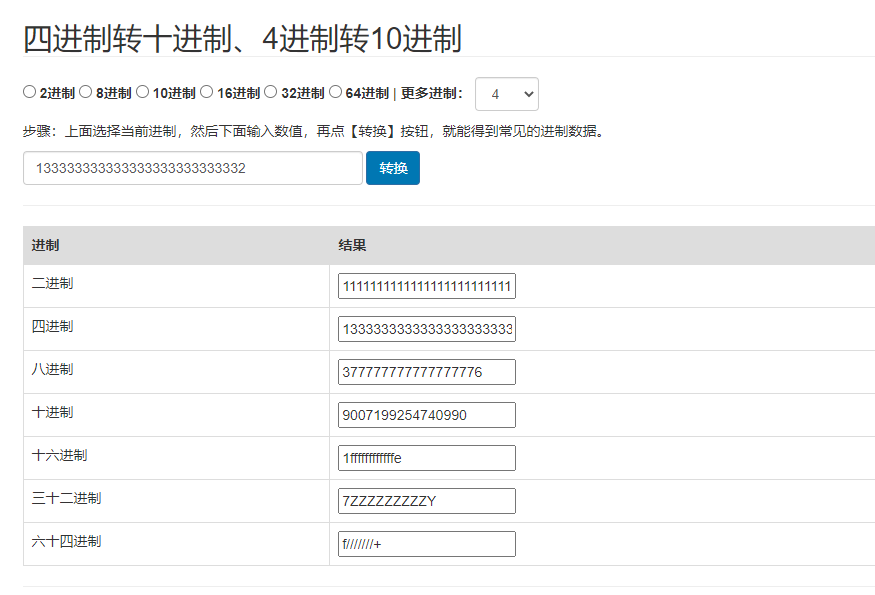 四进制转十进制、4进制转10进制
2进制 8进制 10进制 16进制 32进制 64进制 | 更多进制： 4
步骤：上面选择当前进制，然后下面输入数值，再点【转换】按钮，就能得到常见的进制数据。
133333333333333333333333332 转换
进制 结果
二进制 1111111111111111111111111
四进制 1333333333333333333333333
八进制 377777777777777776
十进制 9007199254740990
十六进制 1ffffffffffffe
三十二进制 7ZZZZZZZZZY
六十四进制 f///////+